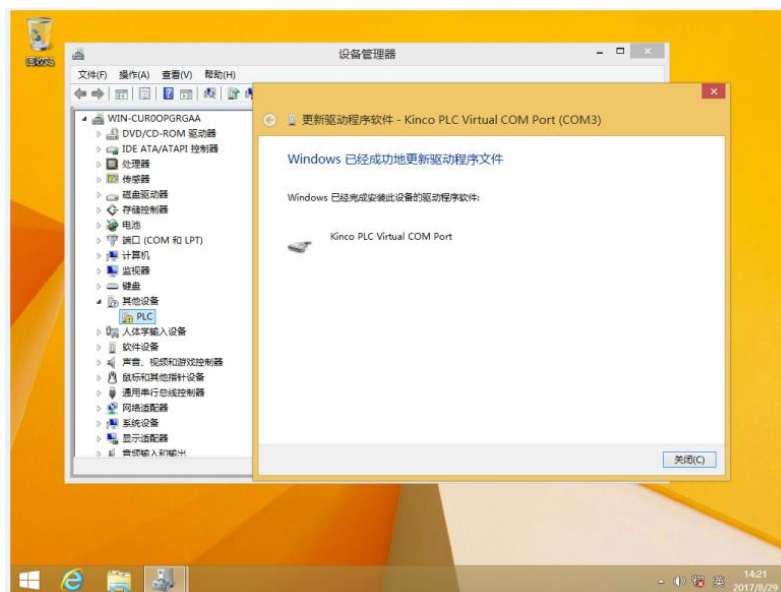 回收站
设备管理器
文件(F) 操作(A) 查看(V) 帮助(H)
WIN-CUR0OPGRGAA
DVD/CD-ROM 驱动器
IDE ATA/ATAPI 控制器
处理器
传感器
磁盘驱动器
存储控制器
电池
端口 (COM 和 LPT)
计算机
监视器
键盘
其他设备
PLC
人体学输入设备
软件设备
声音、视频和游戏控制器
鼠标和其他指针设备
通用串行总线控制器
网络适配器
系统设备
显示适配器
音频输入和输出
更新驱动程序软件 - Kinco PLC Virtual COM Port (COM3)
Windows 已经成功地更新驱动程序文件
Windows 已经完成安装此设备的驱动程序软件:
Kinco PLC Virtual COM Port
关闭(C)
英
14:21
2017/8/29